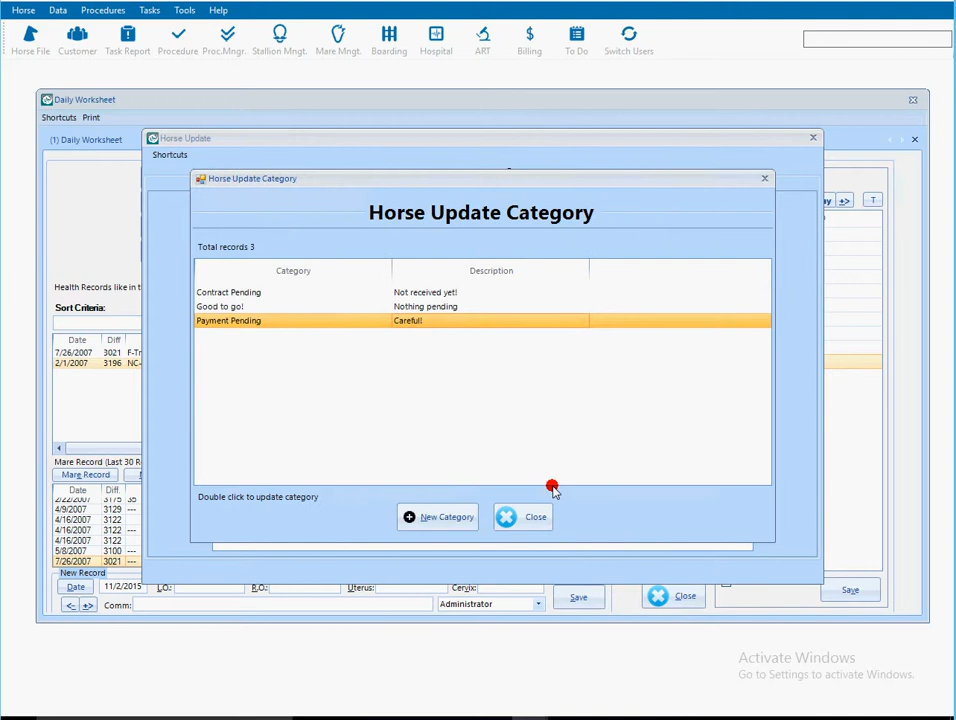 Horse Data Procedures Tasks Tools Help
Horse File Customer Task Report Procedure Proc.Mngr. Stallion Mngt. Mare Mngt. Boarding Hospital ART Billing To Do Switch Users
Daily Worksheet
Shortcuts Print
(1) Daily Worksheet
Horse Update
Shortcuts
Horse Update Category
Horse Update Category
Total records 3
Category Description
Contract Pending Not received yet!
Good to go! Nothing pending
Payment Pending Careful!
Double click to update category
New Category Close
+> T
Health Records like in t
Sort Criteria:
Date Diff
7/26/2007 3021 F-Tr
2/1/2007 3196 NC-
Mare Record (Last 30 R
Mare Record
Date Diff.
2/22/2007 3175 35
4/9/2007 3129 ---
4/16/2007 3122
4/16/2007 3122 ---
4/16/2007 3122
5/8/2007 3100 ---
7/26/2007 3021 ---
New Record
Date 11/2/2015 L.O.: R.O.: Uterus: Cervix:
<- +> Comm: Administrator Save Close Save
Activate Windows
Go to Settings to activate Windows.